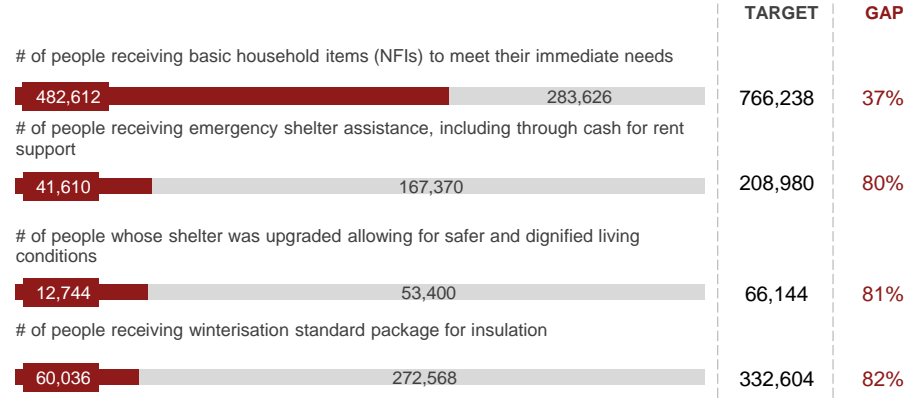 TARGET GAP
# of people receiving basic household items (NFIs) to meet their immediate needs
482,612 283,626 766,238 37%
# of people receiving emergency shelter assistance, including through cash for rent
support
41,610 167,370 208,980 80%
# of people whose shelter was upgraded allowing for safer and dignified living
conditions
12,744 53,400 66,144 81%
# of people receiving winterisation standard package for insulation
60,036 272,568 332,604 82%